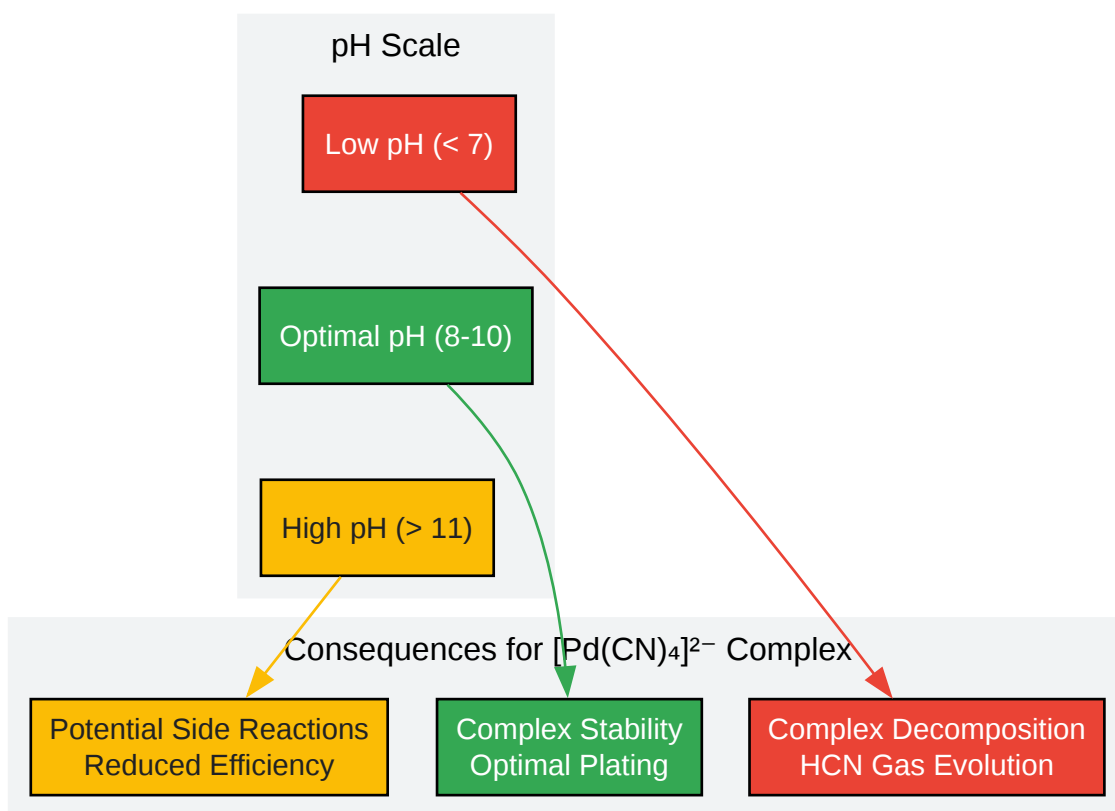 pH Scale
Low pH (< 7)
Optimal pH (8-10)
High pH (> 11)
Consequences for [Pd(CN)₄]²⁻ Complex
Potential Side Reactions
Reduced Efficiency
Complex Stability
Optimal Plating
Complex Decomposition
HCN Gas Evolution